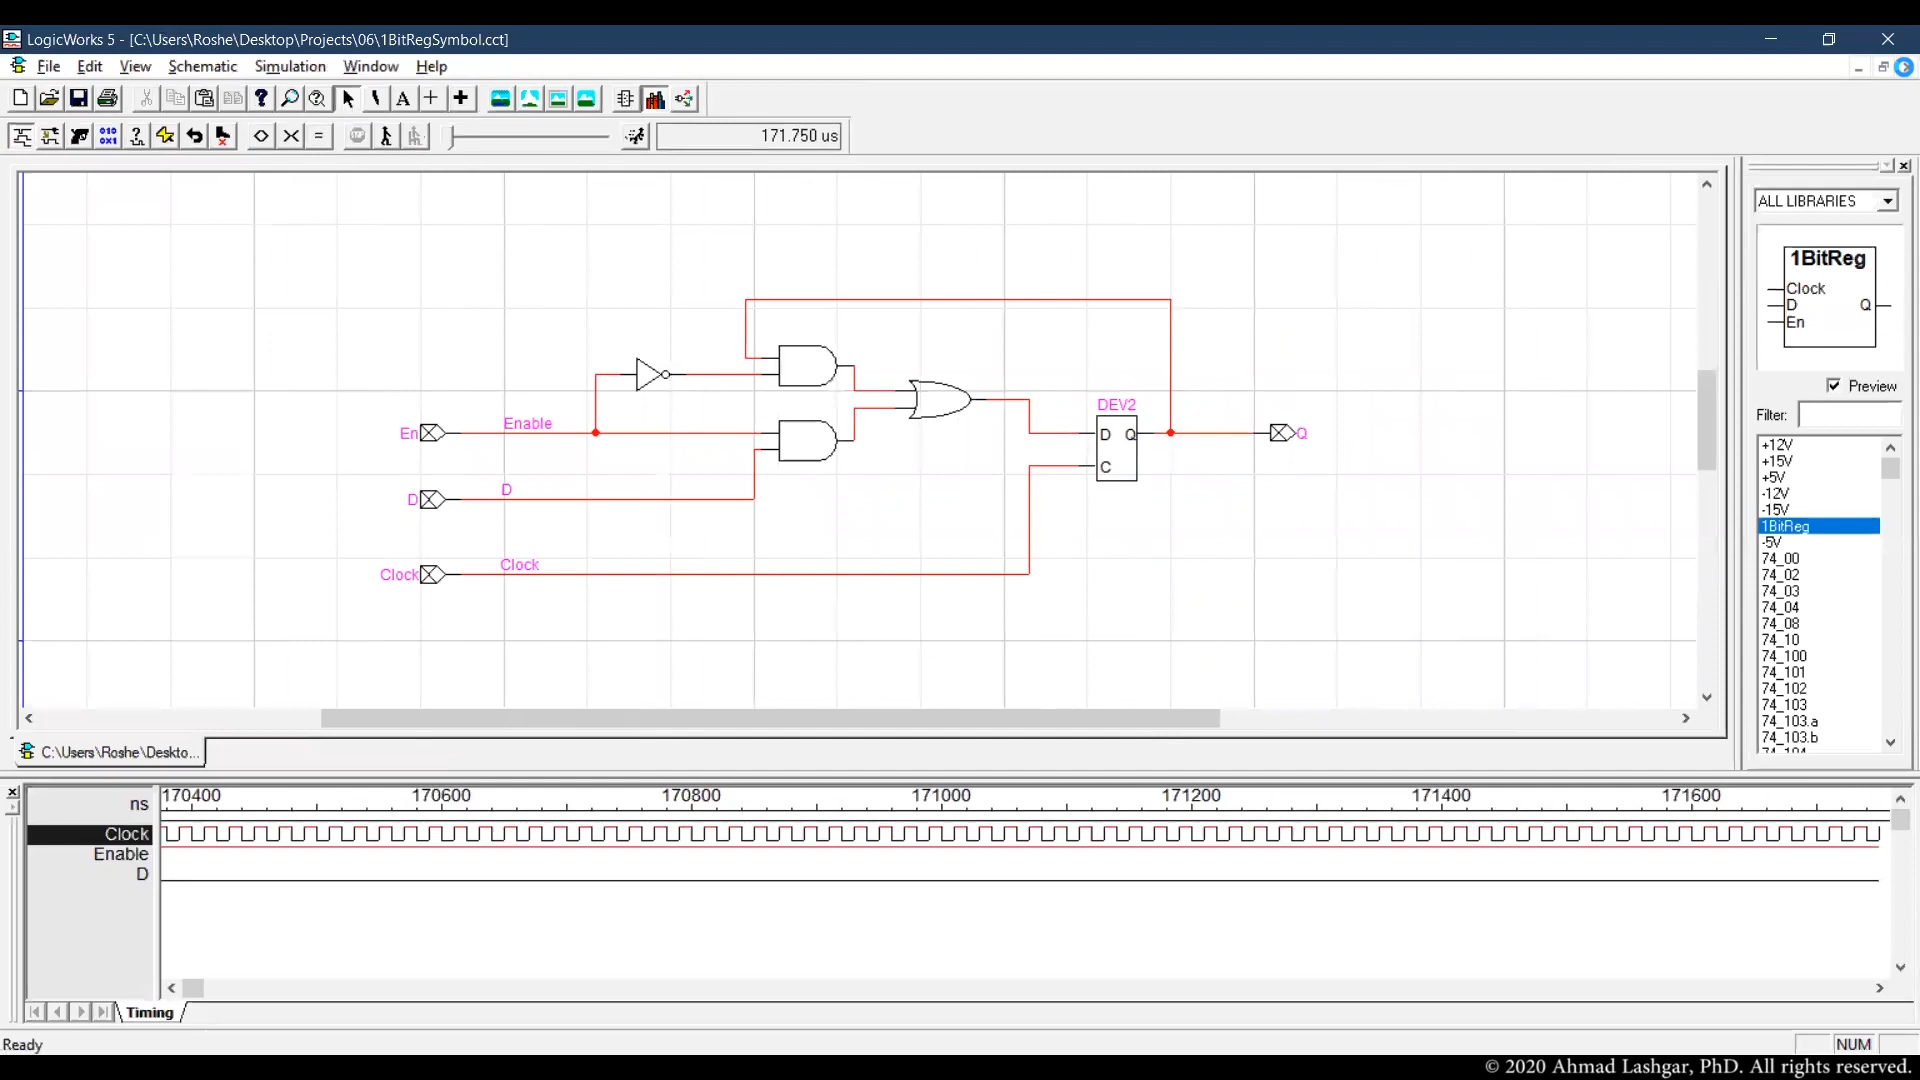 LogicWorks 5 - [C:\Users\Roshe\Desktop\Projects\06\1BitRegSymbol.cct]
File Edit View Schematic Simulation Window Help
171.750 us
ALL LIBRARIES
1BitReg
Clock
D Q
En
Preview
Filter:
+12V
+15V
+5V
-12V
-15V
1BitReg
-5V
74_00
74_02
74_03
74_04
74_08
74_10
74_100
74_101
74_102
74_103
74_103.a
74_103.b
74_104
DEV2
En Enable
D Q
C
Q
D D
Clock Clock
C:\Users\Roshe\Deskto...
ns 170400 170600 170800 171000 171200 171400 171600
Clock
Enable
D
Timing
Ready
NUM
© 2020 Ahmad Lashgar, PhD. All rights reserved.